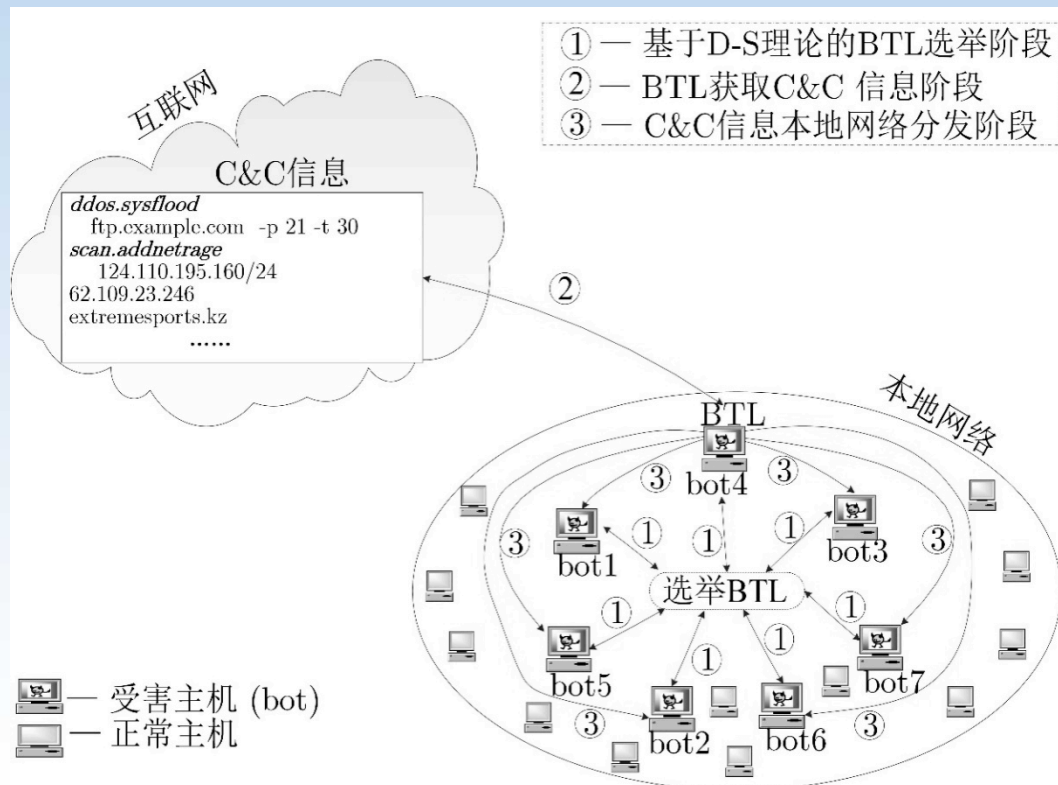 ① — 基于D-S理论的BTL选举阶段
② — BTL获取C&C 信息阶段
③ — C&C信息本地网络分发阶段
互联网
C&C信息
ddos.sysflood
ftp.example.com -p 21 -t 30
scan.addnetrage
124.110.195.160/24
62.109.23.246
extremesports.kz
……
②
本地网络
BTL
bot4
③
③
bot1
bot3
①
①
①
③
③
选举BTL
①
①
①
①
bot5
bot7
bot2
bot6
③
③
— 受害主机 (bot)
— 正常主机